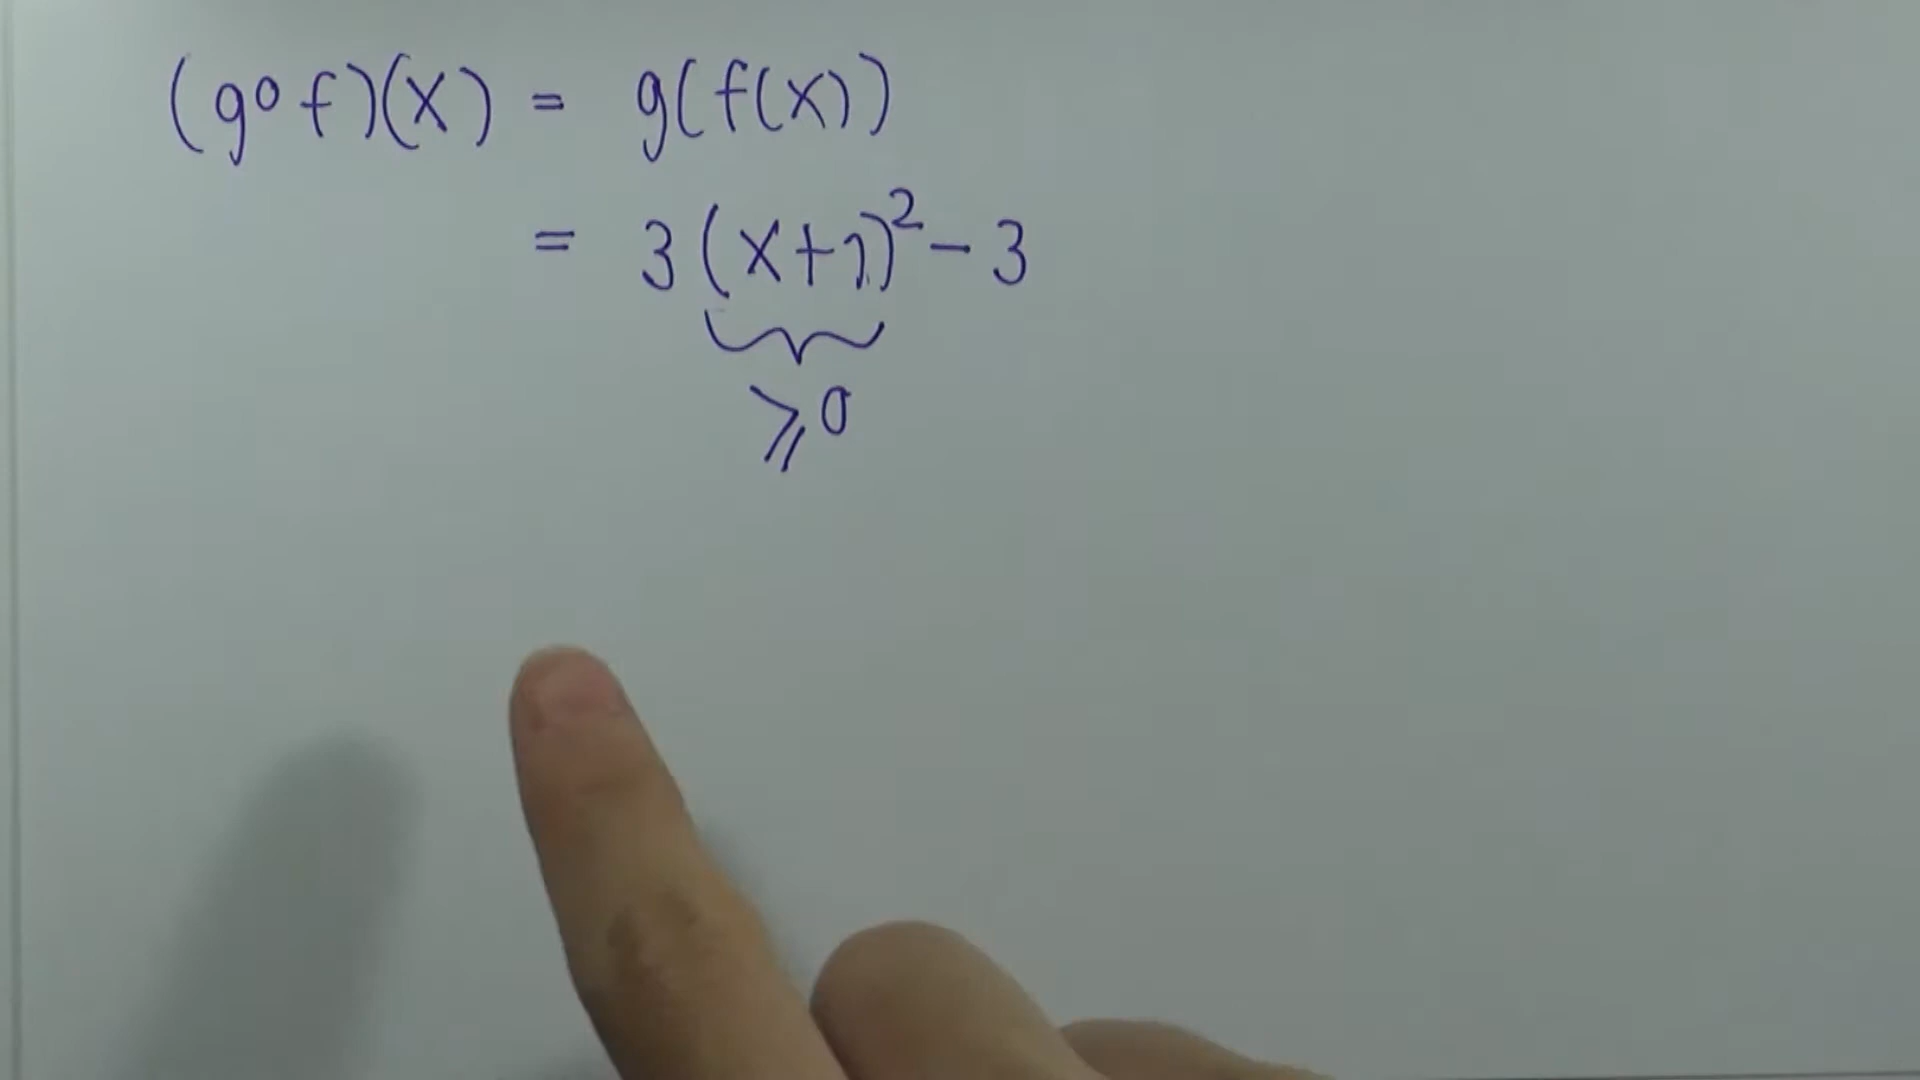 (g∘f)(x) = g(f(x))
= 3(x+1)² - 3
⩾0